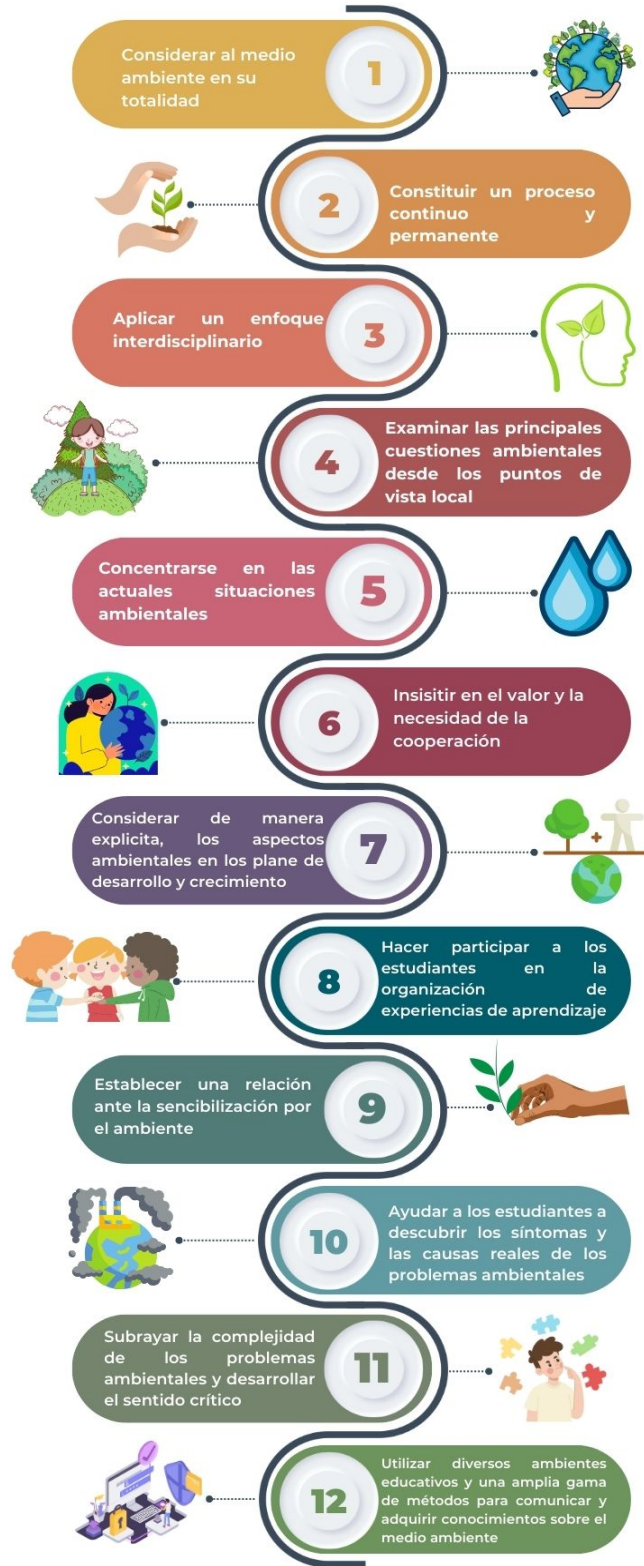 Considerar al medio
ambiente en su
totalidad
1
2
Constituir un proceso
continuo y
permanente
Aplicar un enfoque
interdisciplinario
3
4
Examinar las principales
cuestiones ambientales
desde los puntos de
vista local
Concentrarse en las
actuales situaciones
ambientales
5
6
Insisitir en el valor y la
necesidad de la
cooperación
Considerar de manera
explicita, los aspectos
ambientales en los plane de
desarrollo y crecimiento
7
8
Hacer participar a los
estudiantes en la
organización de
experiencias de aprendizaje
Establecer una relación
ante la sencibilización por
el ambiente
9
10
Ayudar a los estudiantes a
descubrir los síntomas y
las causas reales de los
problemas ambientales
Subrayar la complejidad
de los problemas
ambientales y desarrollar
el sentido crítico
11
12
Utilizar diversos ambientes
educativos y una amplia gama
de métodos para comunicar y
adquirir conocimientos sobre el
medio ambiente